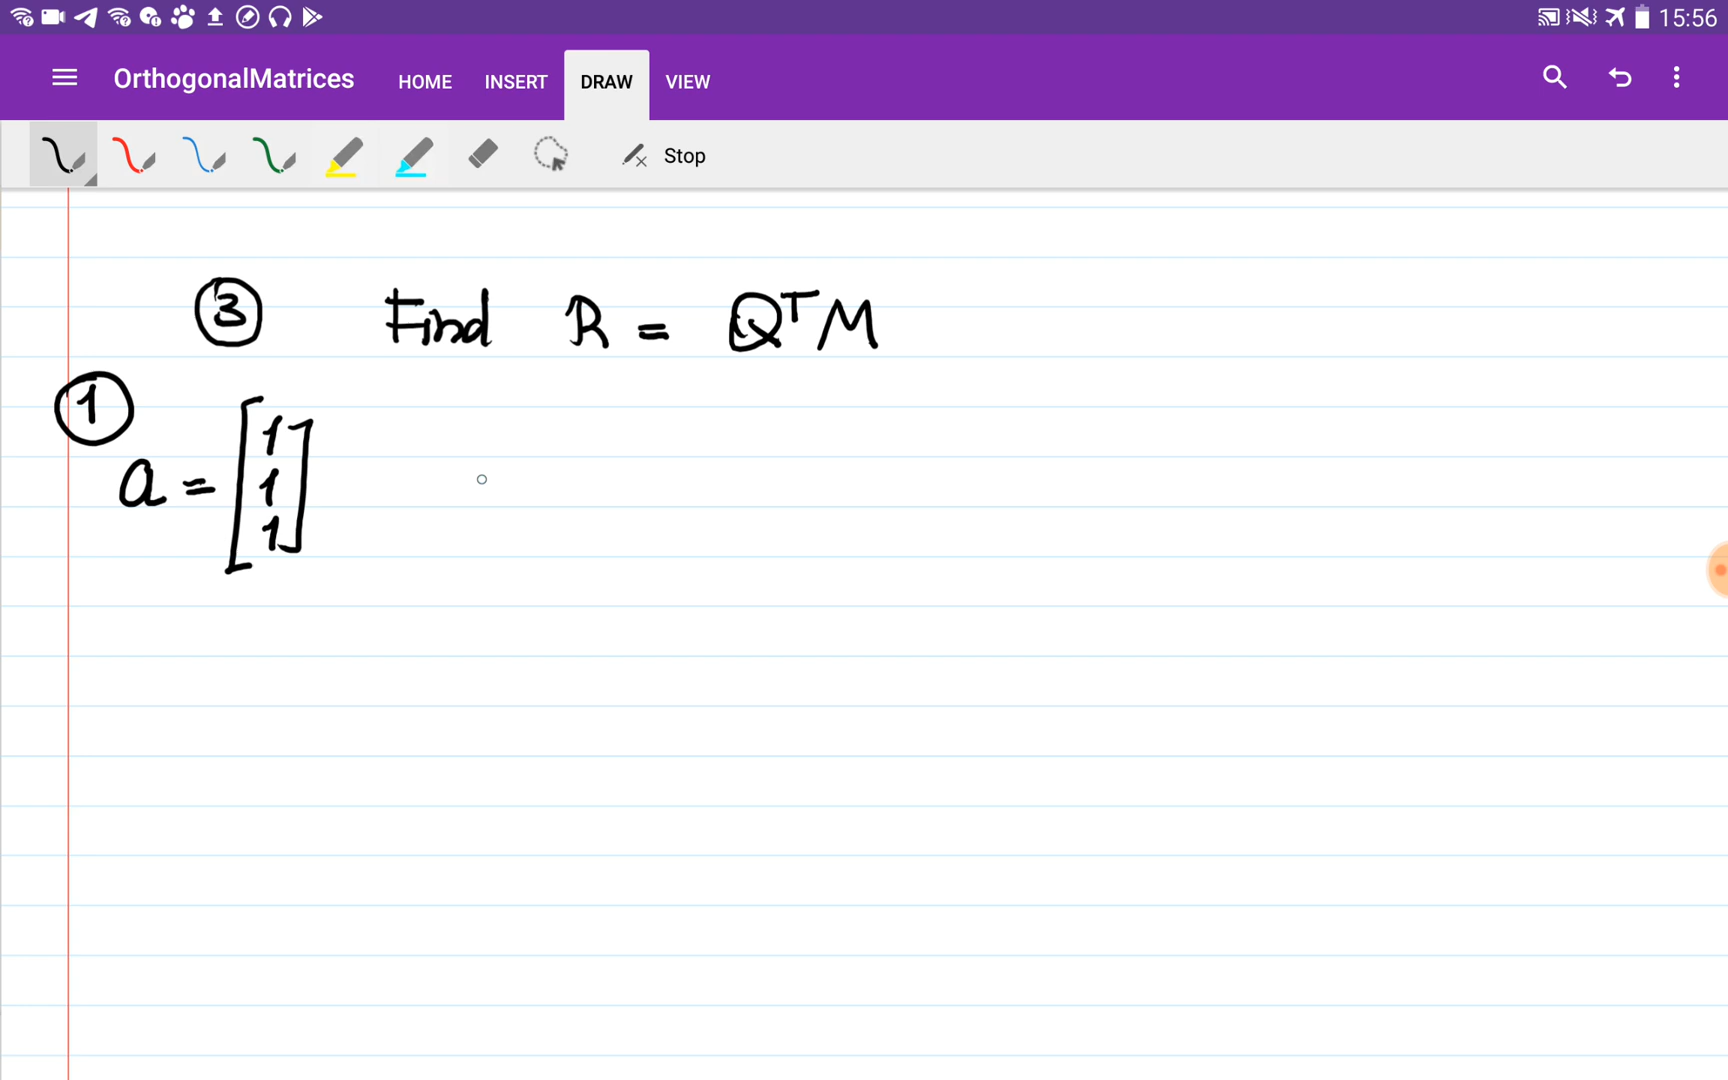 15:56
OrthogonalMatrices HOME INSERT DRAW VIEW
Stop
③ Find R = QᵀM
①
a = [1
1
1]